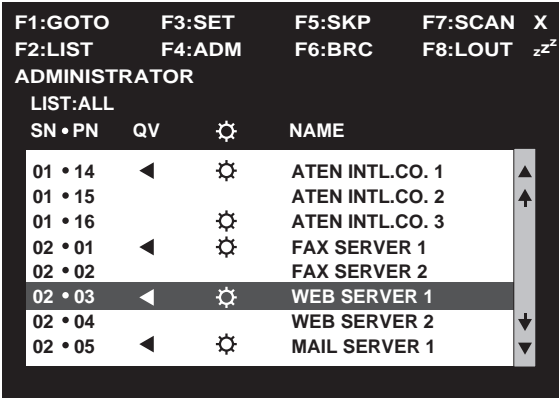 F1:GOTO F3:SET F5:SKP F7:SCAN X
F2:LIST F4:ADM F6:BRC F8:LOUT zzz
ADMINISTRATOR
LIST:ALL
SN•PN QV NAME
01•14 ATEN INTL.CO. 1
01•15 ATEN INTL.CO. 2
01•16 ATEN INTL.CO. 3
02•01 FAX SERVER 1
02•02 FAX SERVER 2
02•03 WEB SERVER 1
02•04 WEB SERVER 2
02•05 MAIL SERVER 1